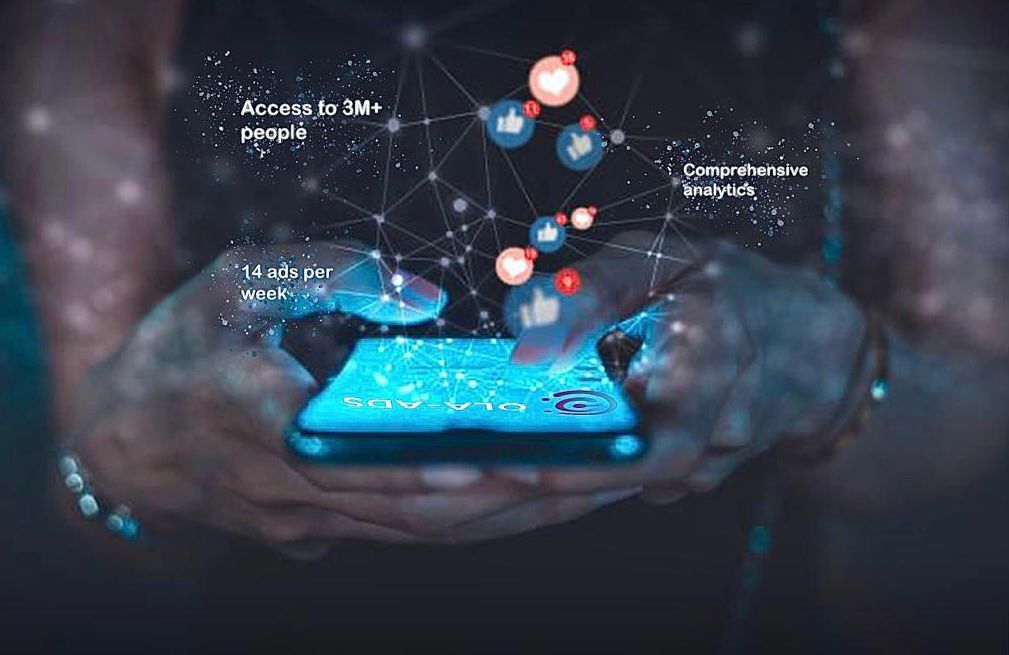 Access to 3M+
people
Comprehensive
analytics
14 ads per
week
OLA-ADS